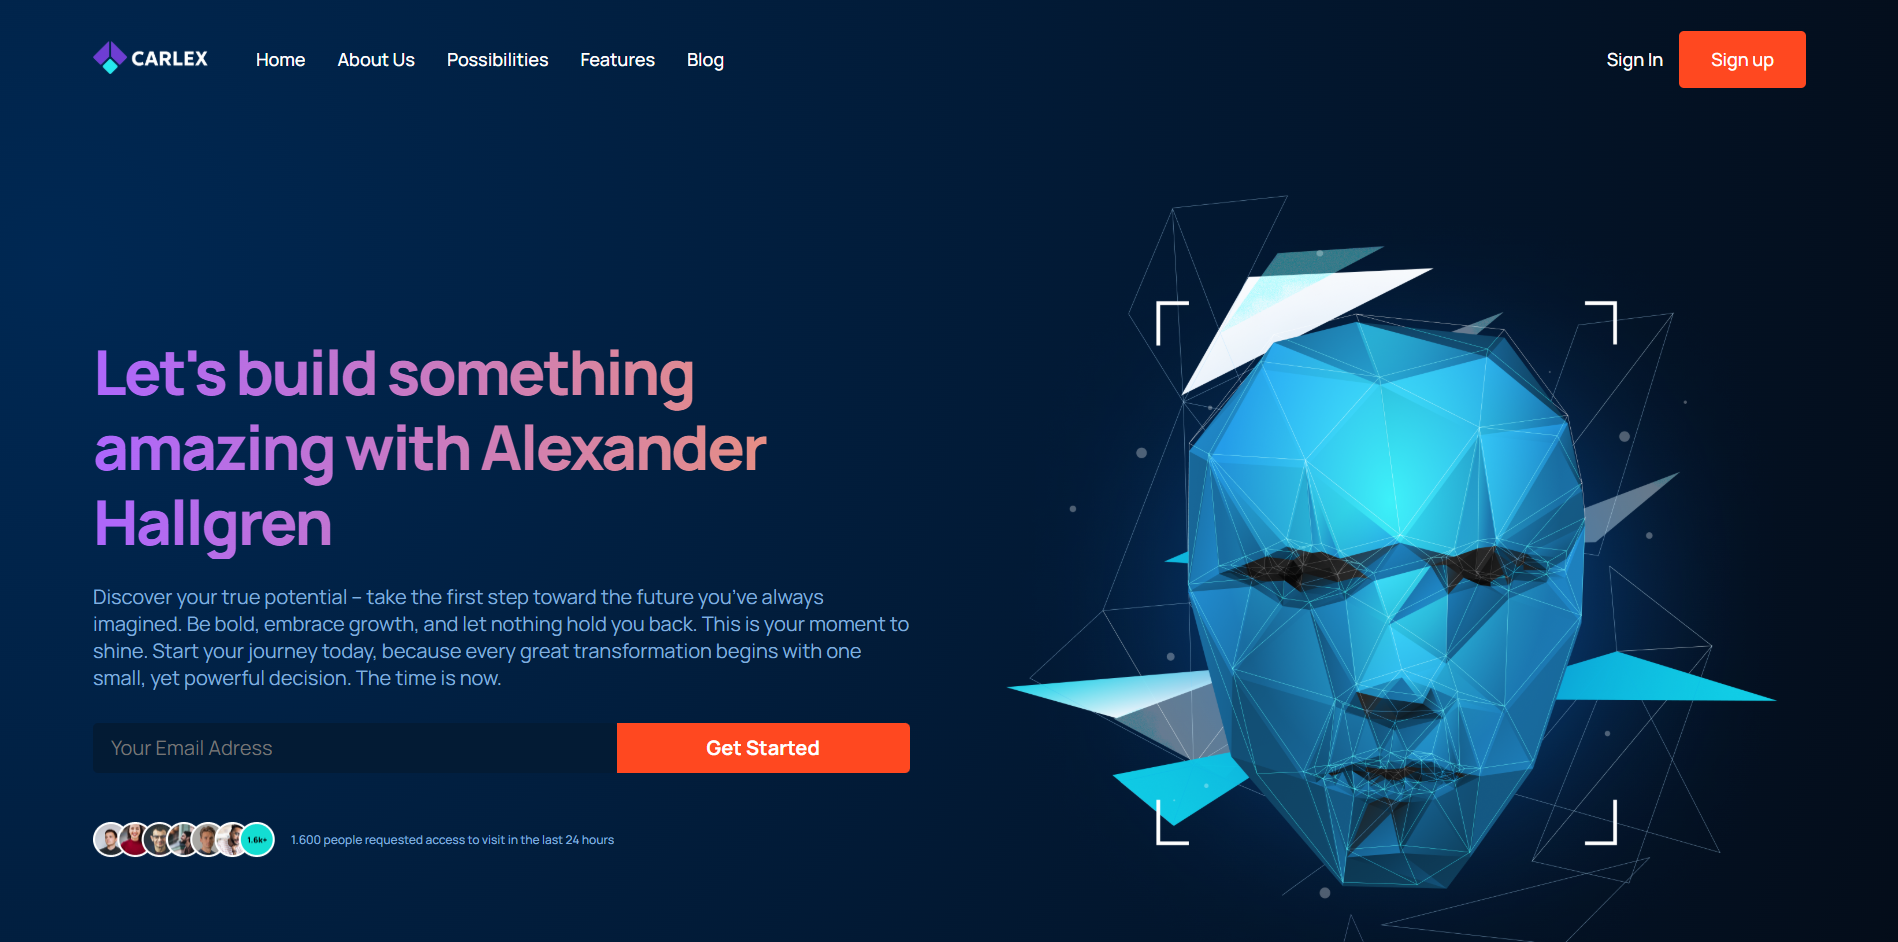 CARLEX
Home
About Us
Possibilities
Features
Blog
Sign In
Sign up
Let's build something
amazing with Alexander
Hallgren
Discover your true potential – take the first step toward the future you've always
imagined. Be bold, embrace growth, and let nothing hold you back. This is your moment to
shine. Start your journey today, because every great transformation begins with one
small, yet powerful decision. The time is now.
Your Email Adress
Get Started
1.6k+
1.600 people requested access to visit in the last 24 hours